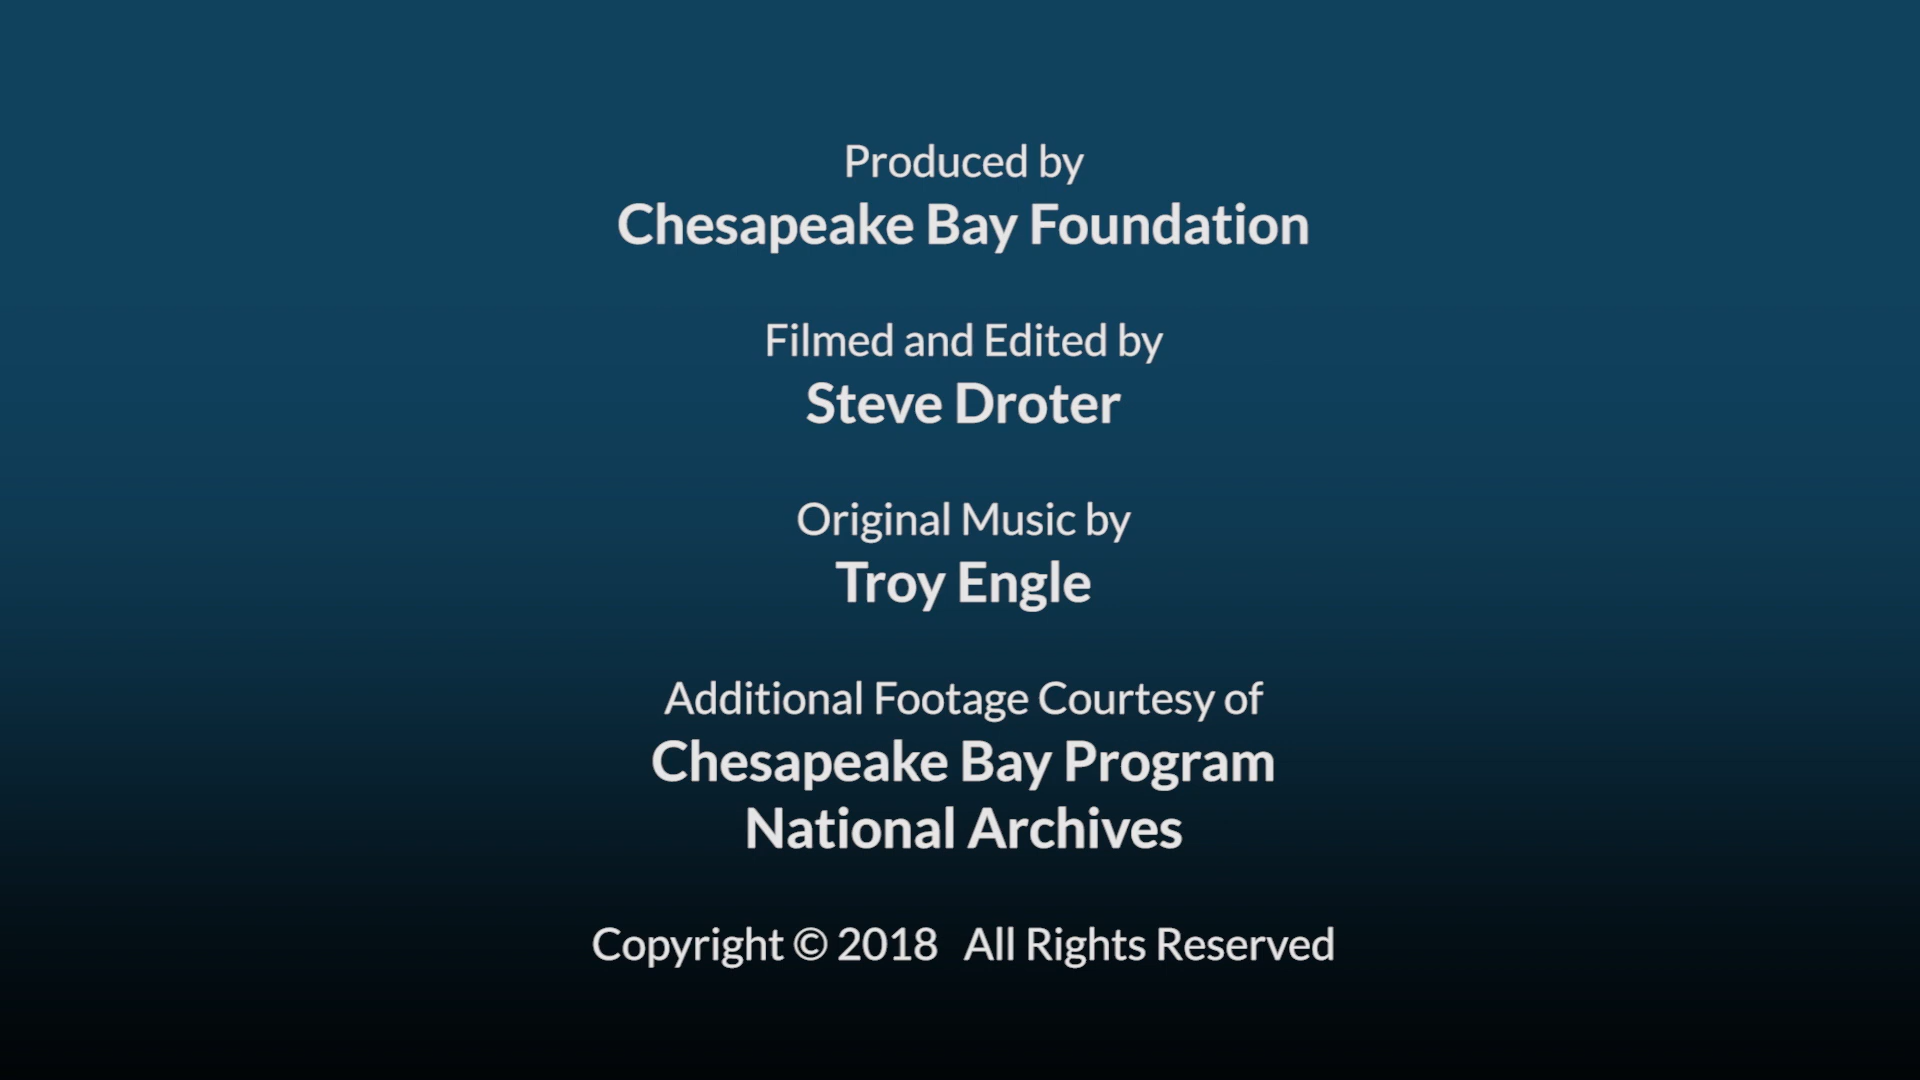 Produced by
Chesapeake Bay Foundation
Filmed and Edited by
Steve Droter
Original Music by
Troy Engle
Additional Footage Courtesy of
Chesapeake Bay Program
National Archives
Copyright © 2018 All Rights Reserved